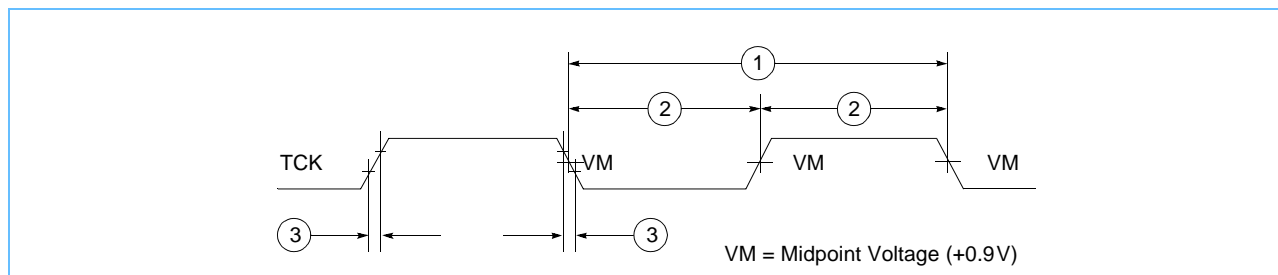 1
2 2
TCK VM VM VM
3 3
VM = Midpoint Voltage (+0.9V)